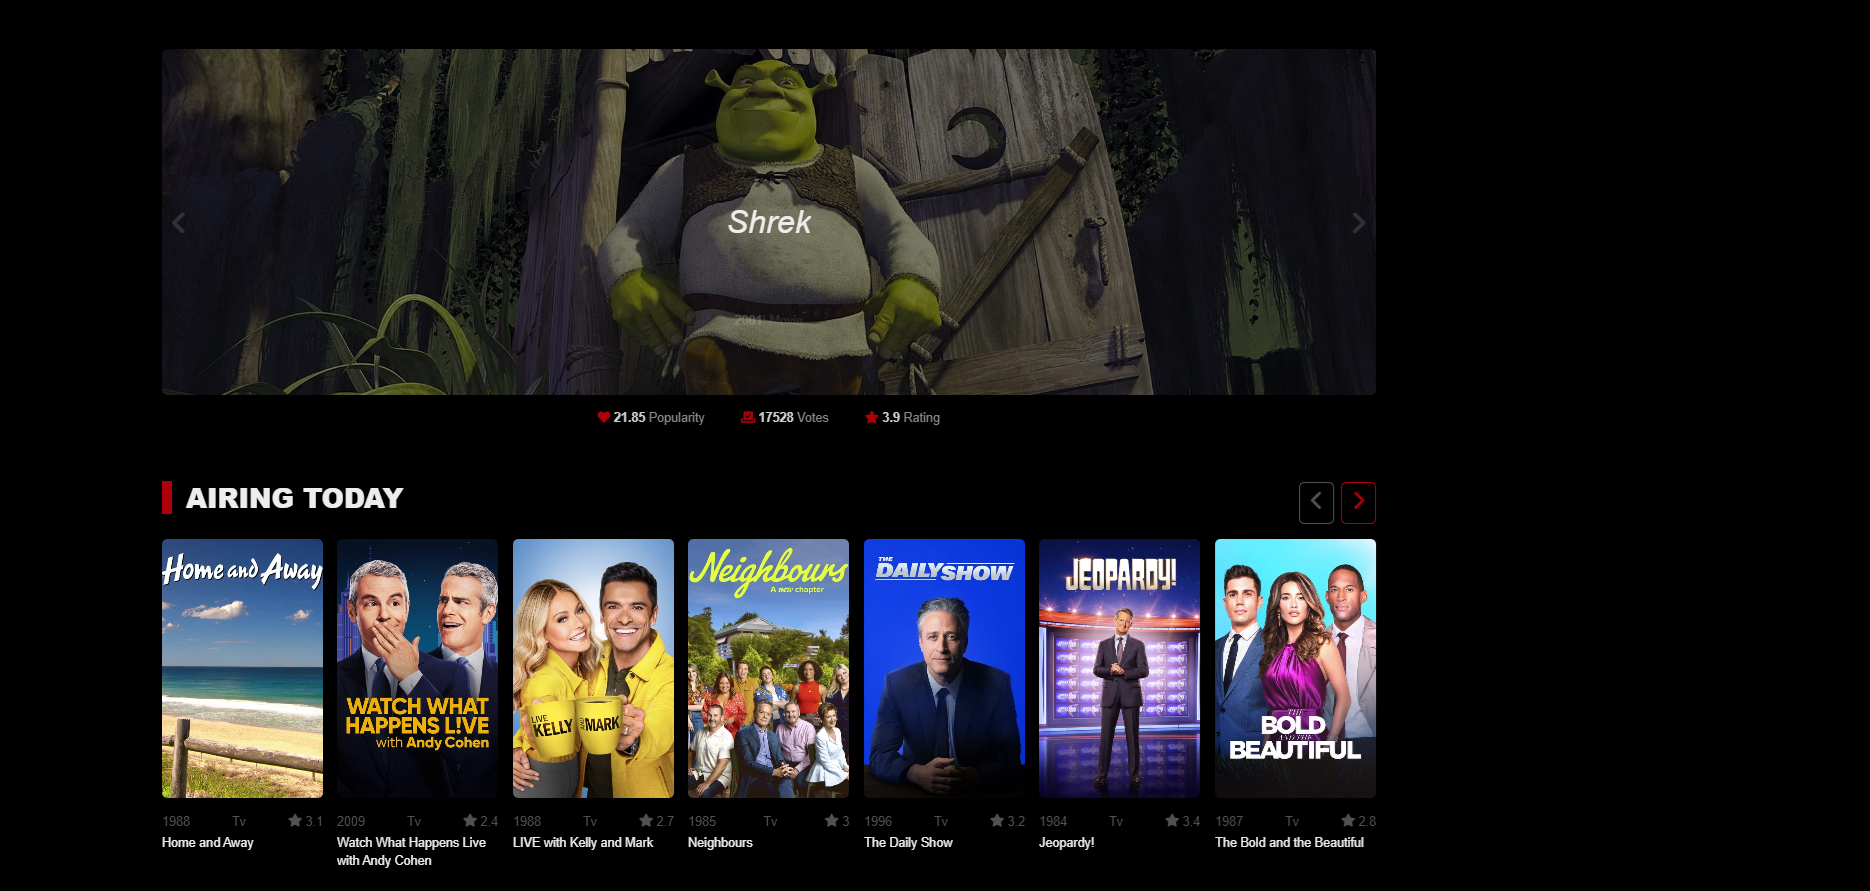 Shrek
2001 Movie
21.85 Popularity 17528 Votes 3.9 Rating
AIRING TODAY
Home and Away
WATCH WHAT
HAPPENS L!VE
with Andy Cohen
LIVE
KELLY AND MARK
Neighbours
A new chapter
THE
DAILY SHOW
JEOPARDY!
THE
BOLD
AND THE
BEAUTIFUL
1988 Tv 3.1
Home and Away
2009 Tv 2.4
Watch What Happens Live
with Andy Cohen
1988 Tv 2.7
LIVE with Kelly and Mark
1985 Tv 3
Neighbours
1996 Tv 3.2
The Daily Show
1984 Tv 3.4
Jeopardy!
1987 Tv 2.8
The Bold and the Beautiful